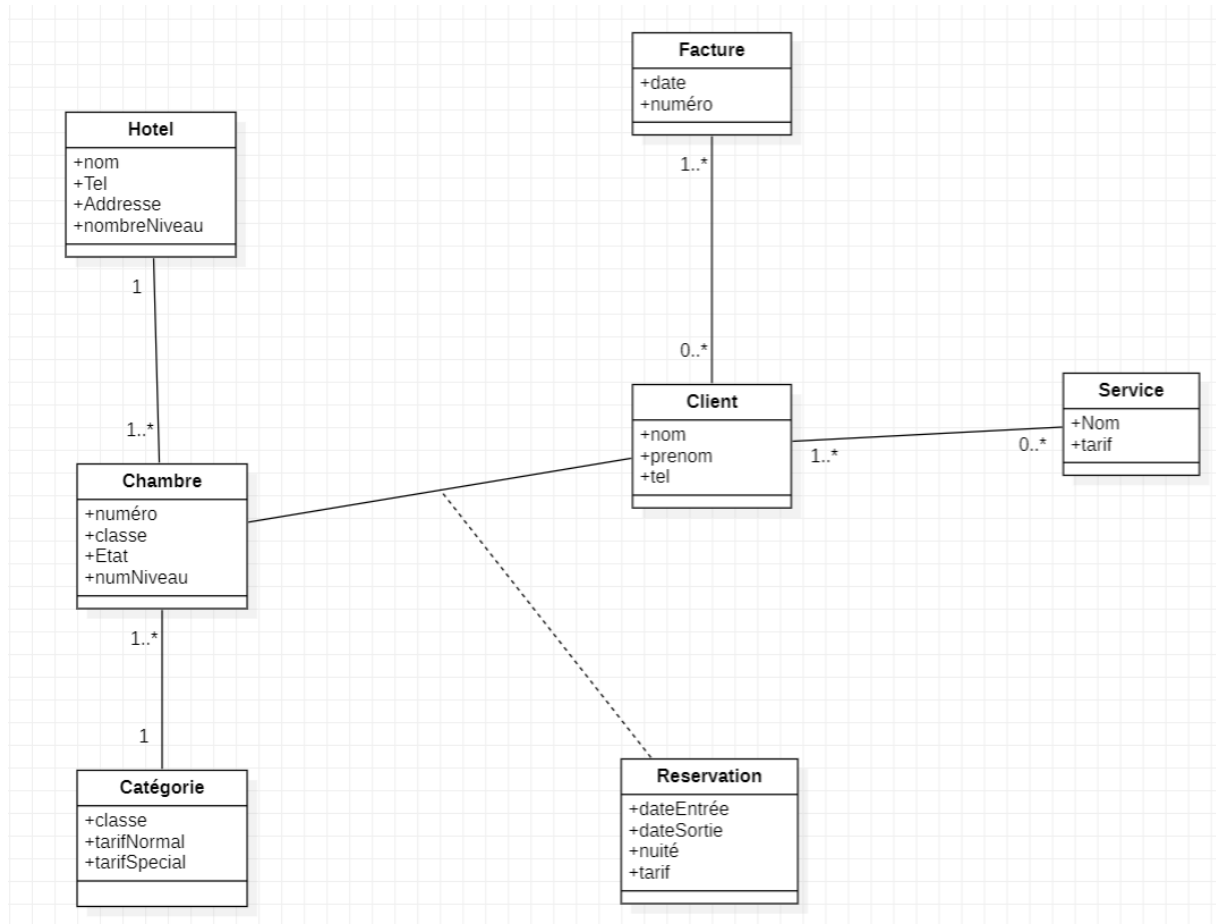 Facture
+date
+numéro
1..*
0..*
Hotel
+nom
+Tel
+Addresse
+nombreNiveau
1
1..*
Chambre
+numéro
+classe
+Etat
+numNiveau
1..*
1
Catégorie
+classe
+tarifNormal
+tarifSpecial
Client
+nom
+prenom
+tel
1..*
0..*
Service
+Nom
+tarif
Reservation
+dateEntrée
+dateSortie
+nuité
+tarif